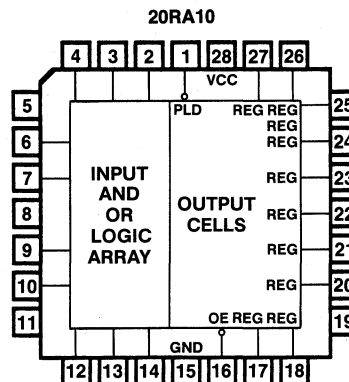 20RA10
4 3 2 1 28 27 26
VCC
5 PLD REG REG 25
REG
6 REG 24
7 INPUT REG 23
AND
8 OR OUTPUT REG 22
LOGIC CELLS
9 ARRAY REG 21
10 REG 20
11 OE REG REG 19
GND
12 13 14 15 16 17 18